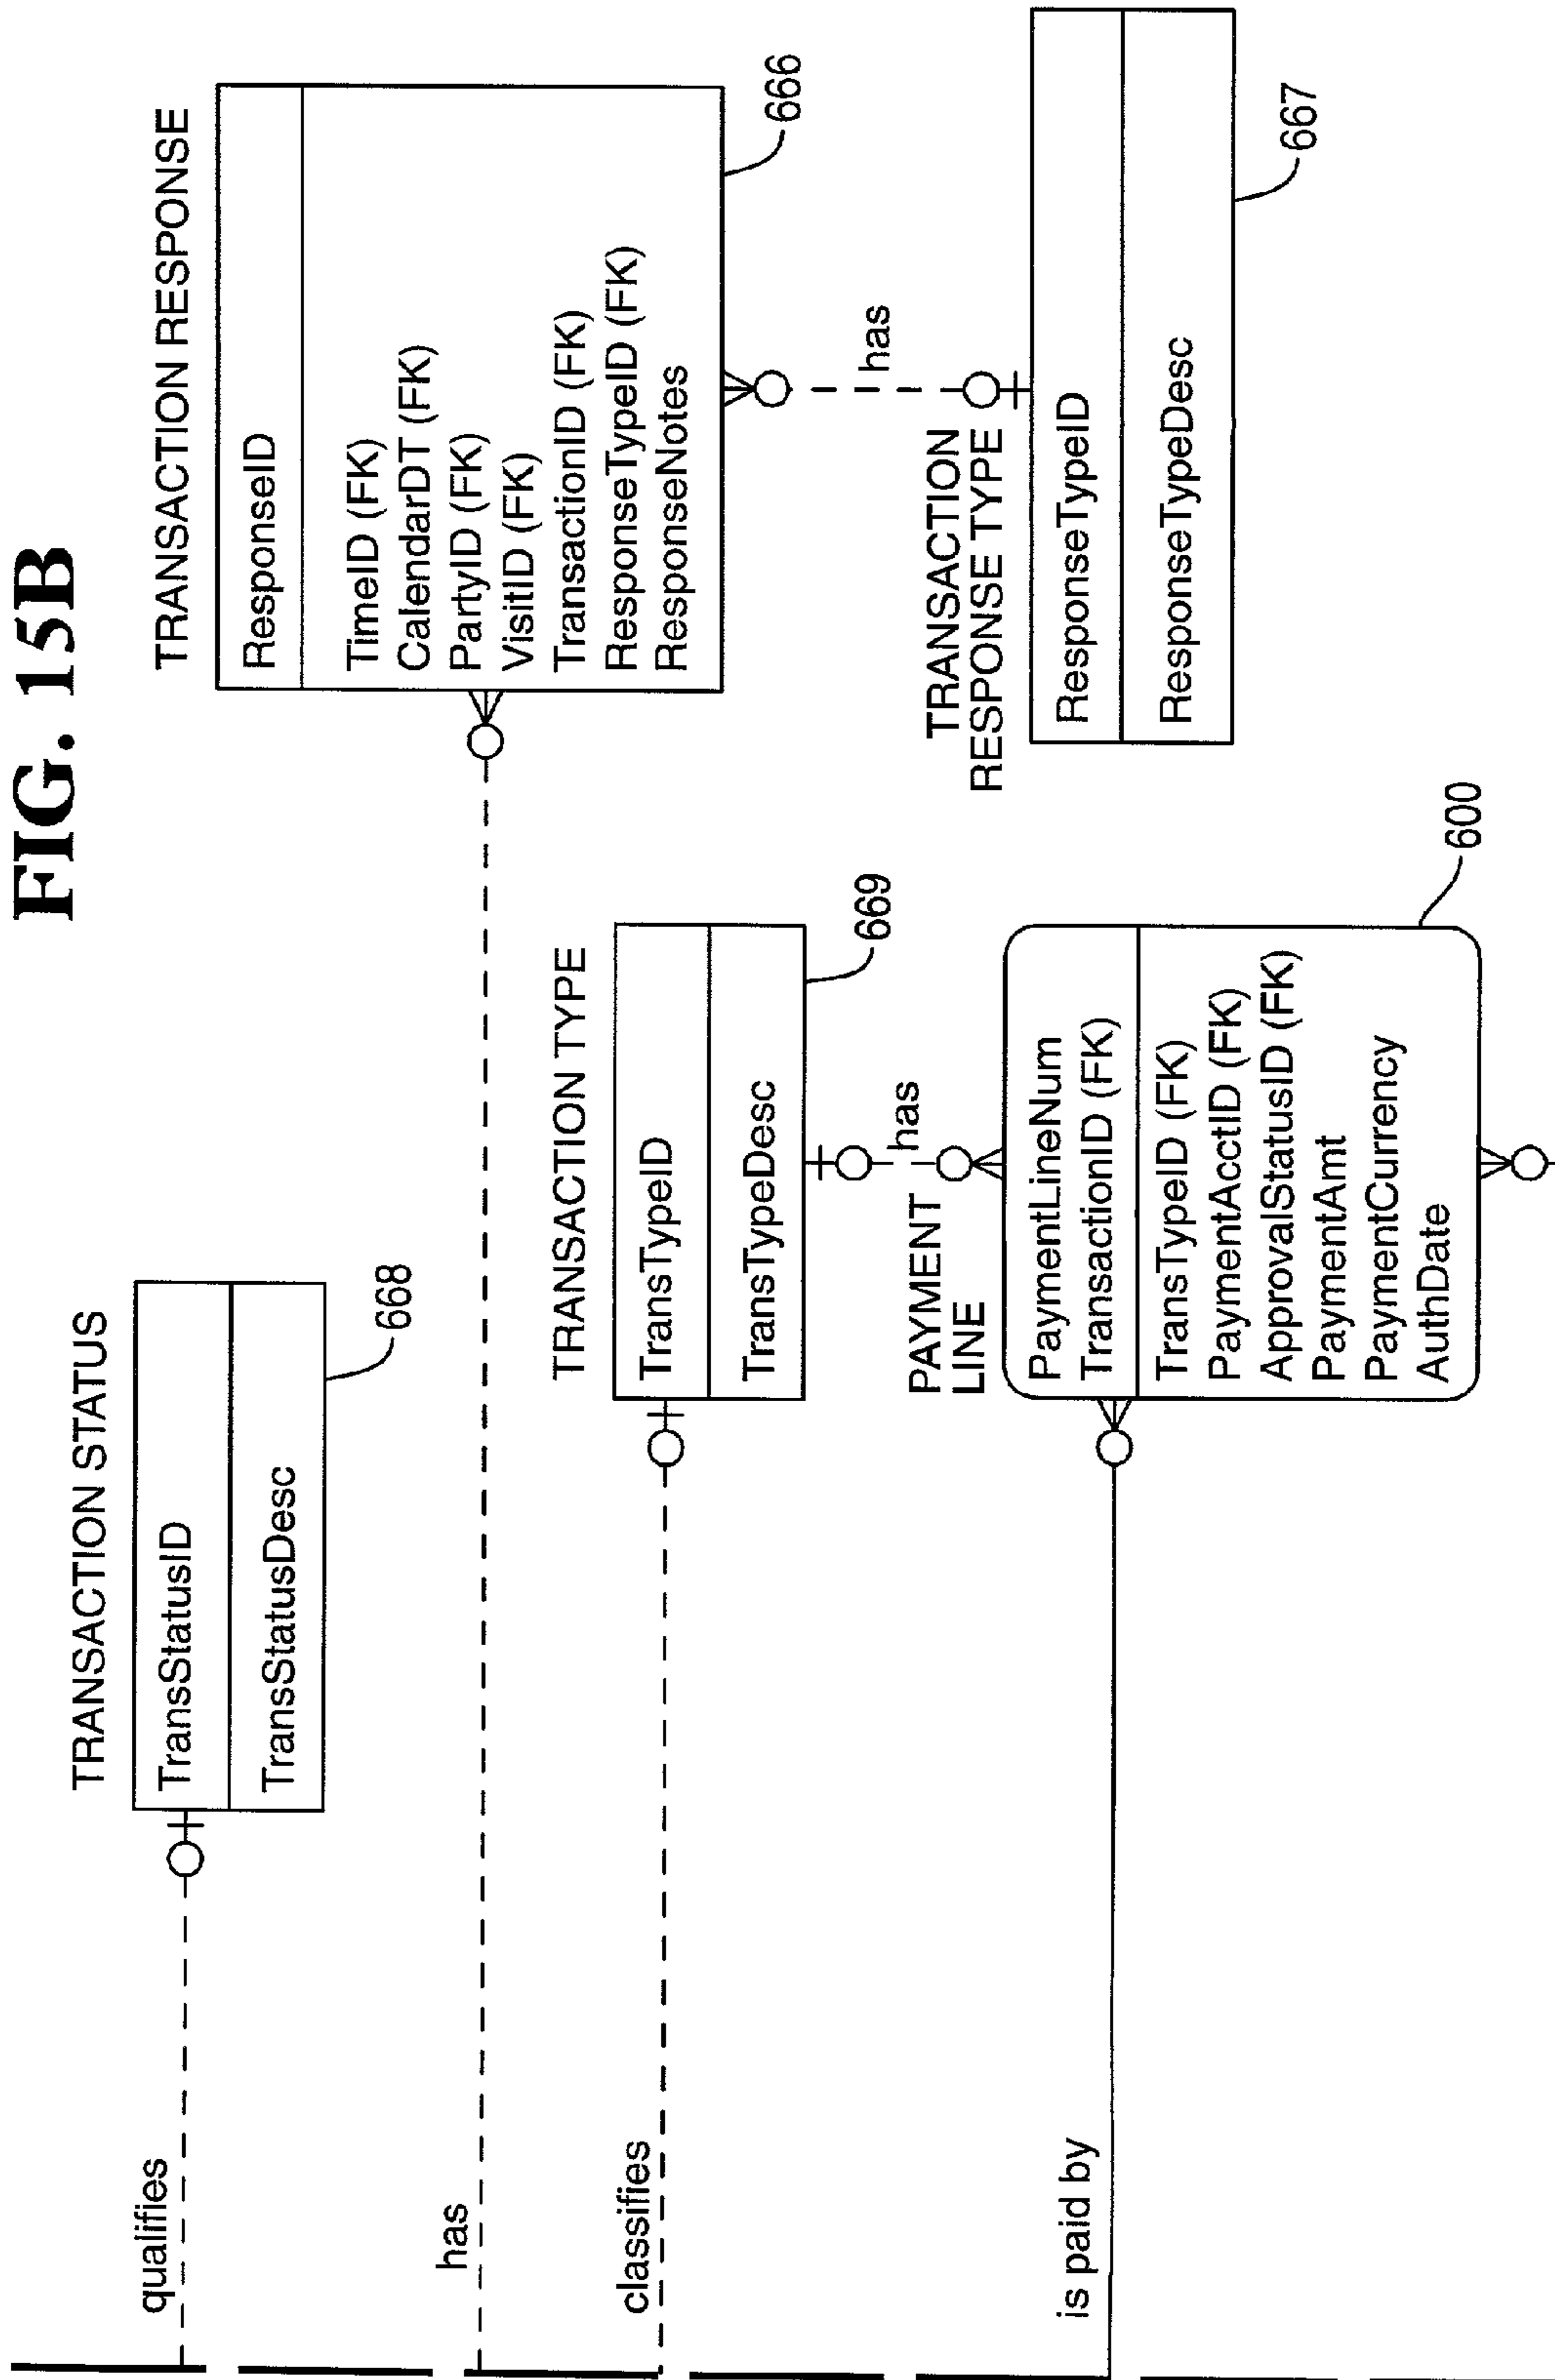 FIG. 15B
TRANSACTION STATUS
TransStatusID
TransStatusDesc
668
qualifies
TRANSACTION RESPONSE
ResponseID
TimeID (FK)
CalendarDT (FK)
PartyID (FK)
VisitID (FK)
TransactionID (FK)
ResponseTypeID (FK)
ResponseNotes
666
has
has
TRANSACTION
RESPONSE TYPE
ResponseTypeID
ResponseTypeDesc
667
TRANSACTION TYPE
TransTypeID
TransTypeDesc
669
classifies
has
PAYMENT
LINE
PaymentLineNum
TransactionID (FK)
TransTypeID (FK)
PaymentAcctID (FK)
ApprovalStatusID (FK)
PaymentAmt
PaymentCurrency
AuthDate
600
is paid by